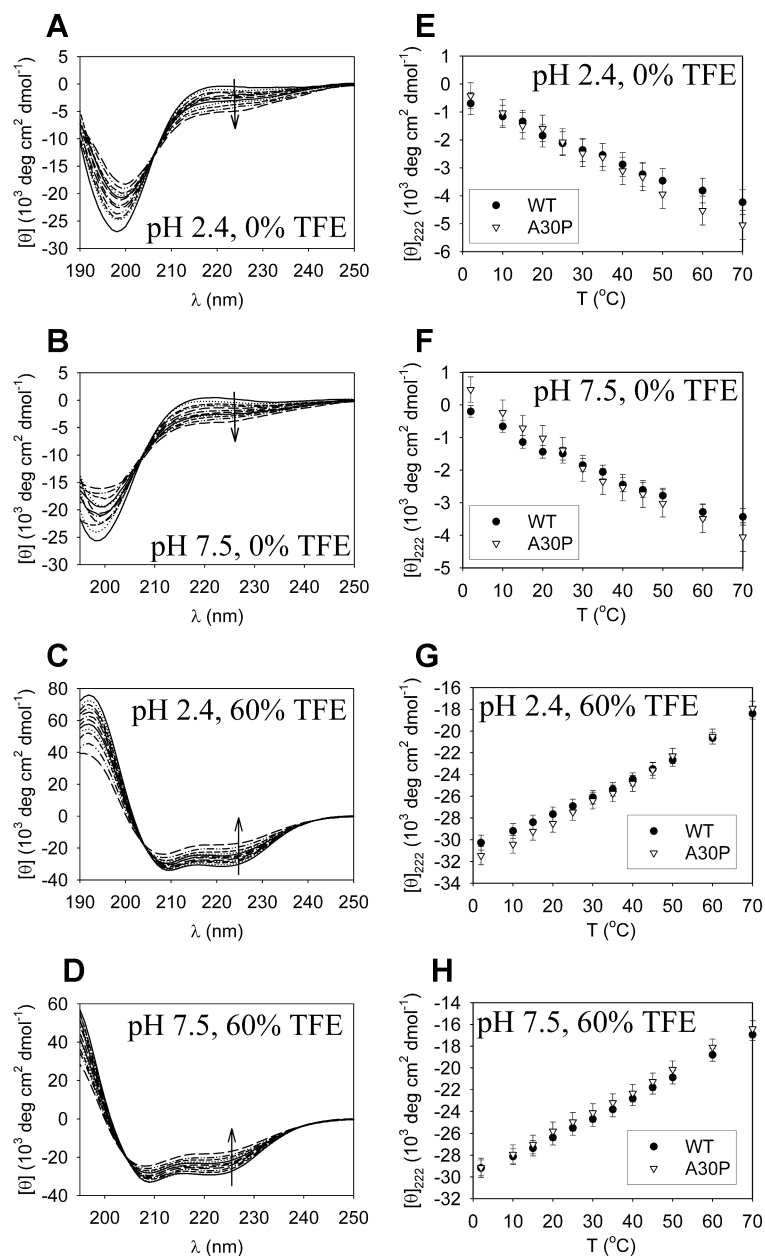 A
5
0
-5
-10
-15
-20
-25
-30
[θ] (10³ deg cm² dmol⁻¹)
pH 2.4, 0% TFE
190 200 210 220 230 240 250
λ (nm)
E
1
0
-1
-2
-3
-4
-5
-6
[θ]₂₂₂ (10³ deg cm² dmol⁻¹)
pH 2.4, 0% TFE
WT
A30P
0 10 20 30 40 50 60 70
T (°C)
B
5
0
-5
-10
-15
-20
-25
-30
[θ] (10³ deg cm² dmol⁻¹)
pH 7.5, 0% TFE
200 210 220 230 240 250
λ (nm)
F
1
0
-1
-2
-3
-4
-5
[θ]₂₂₂ (10³ deg cm² dmol⁻¹)
pH 7.5, 0% TFE
WT
A30P
0 10 20 30 40 50 60 70
T (°C)
C
80
60
40
20
0
-20
-40
[θ] (10³ deg cm² dmol⁻¹)
pH 2.4, 60% TFE
190 200 210 220 230 240 250
λ (nm)
G
-16
-18
-20
-22
-24
-26
-28
-30
-32
-34
[θ]₂₂₂ (10³ deg cm² dmol⁻¹)
pH 2.4, 60% TFE
WT
A30P
0 10 20 30 40 50 60 70
T (°C)
D
60
40
20
0
-20
-40
[θ] (10³ deg cm² dmol⁻¹)
pH 7.5, 60% TFE
200 210 220 230 240 250
λ (nm)
H
-14
-16
-18
-20
-22
-24
-26
-28
-30
-32
[θ]₂₂₂ (10³ deg cm² dmol⁻¹)
pH 7.5, 60% TFE
WT
A30P
0 10 20 30 40 50 60 70
T (°C)